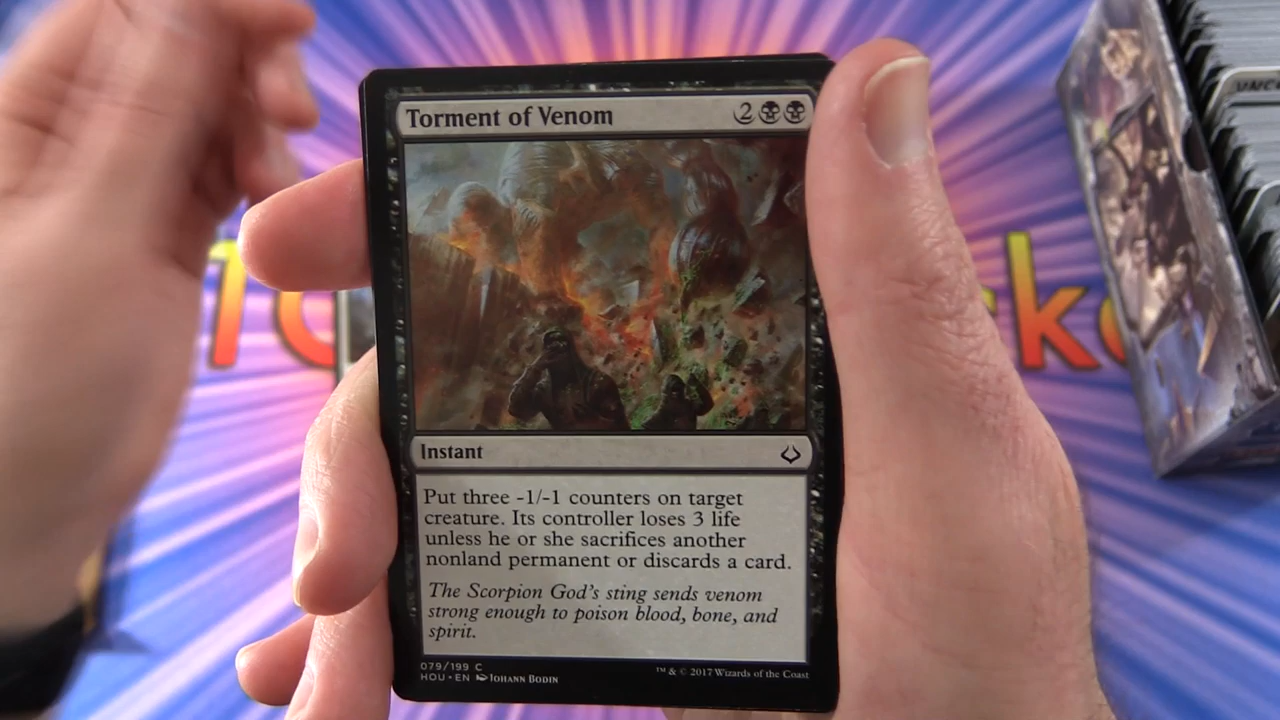 Torment of Venom 2
Instant
Put three -1/-1 counters on target
creature. Its controller loses 3 life
unless he or she sacrifices another
nonland permanent or discards a card.
The Scorpion God's sting sends venom
strong enough to poison blood, bone, and
spirit.
079/199 C
HOU • EN Johann Bodin
™ & © 2017 Wizards of the Coast